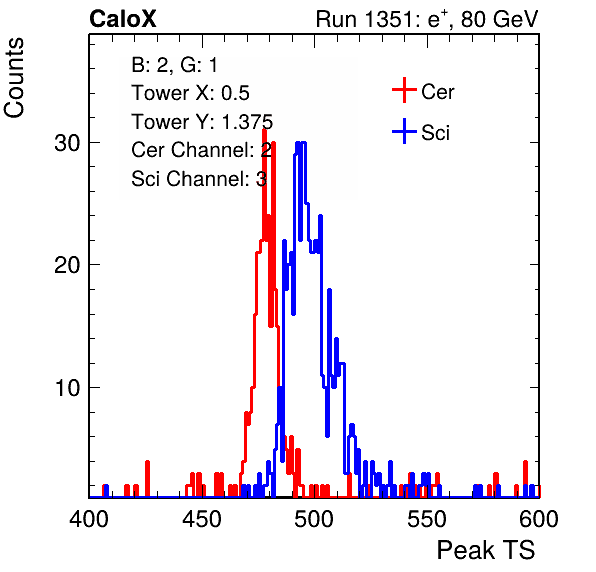 CaloX Run 1351: e⁺, 80 GeV
Counts
B: 2, G: 1
Tower X: 0.5
Tower Y: 1.375
Cer Channel: 2
Sci Channel: 3
Cer
Sci
30
20
10
400 450 500 550 600
Peak TS